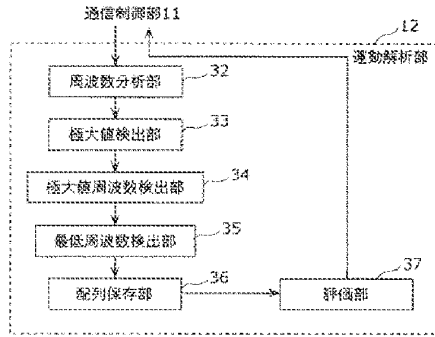 通信制御部11
12
運動解析部
32
周波数分析部
33
極大値検出部
34
極大値周波数検出部
35
最低周波数検出部
36
配列保存部
37
評価部